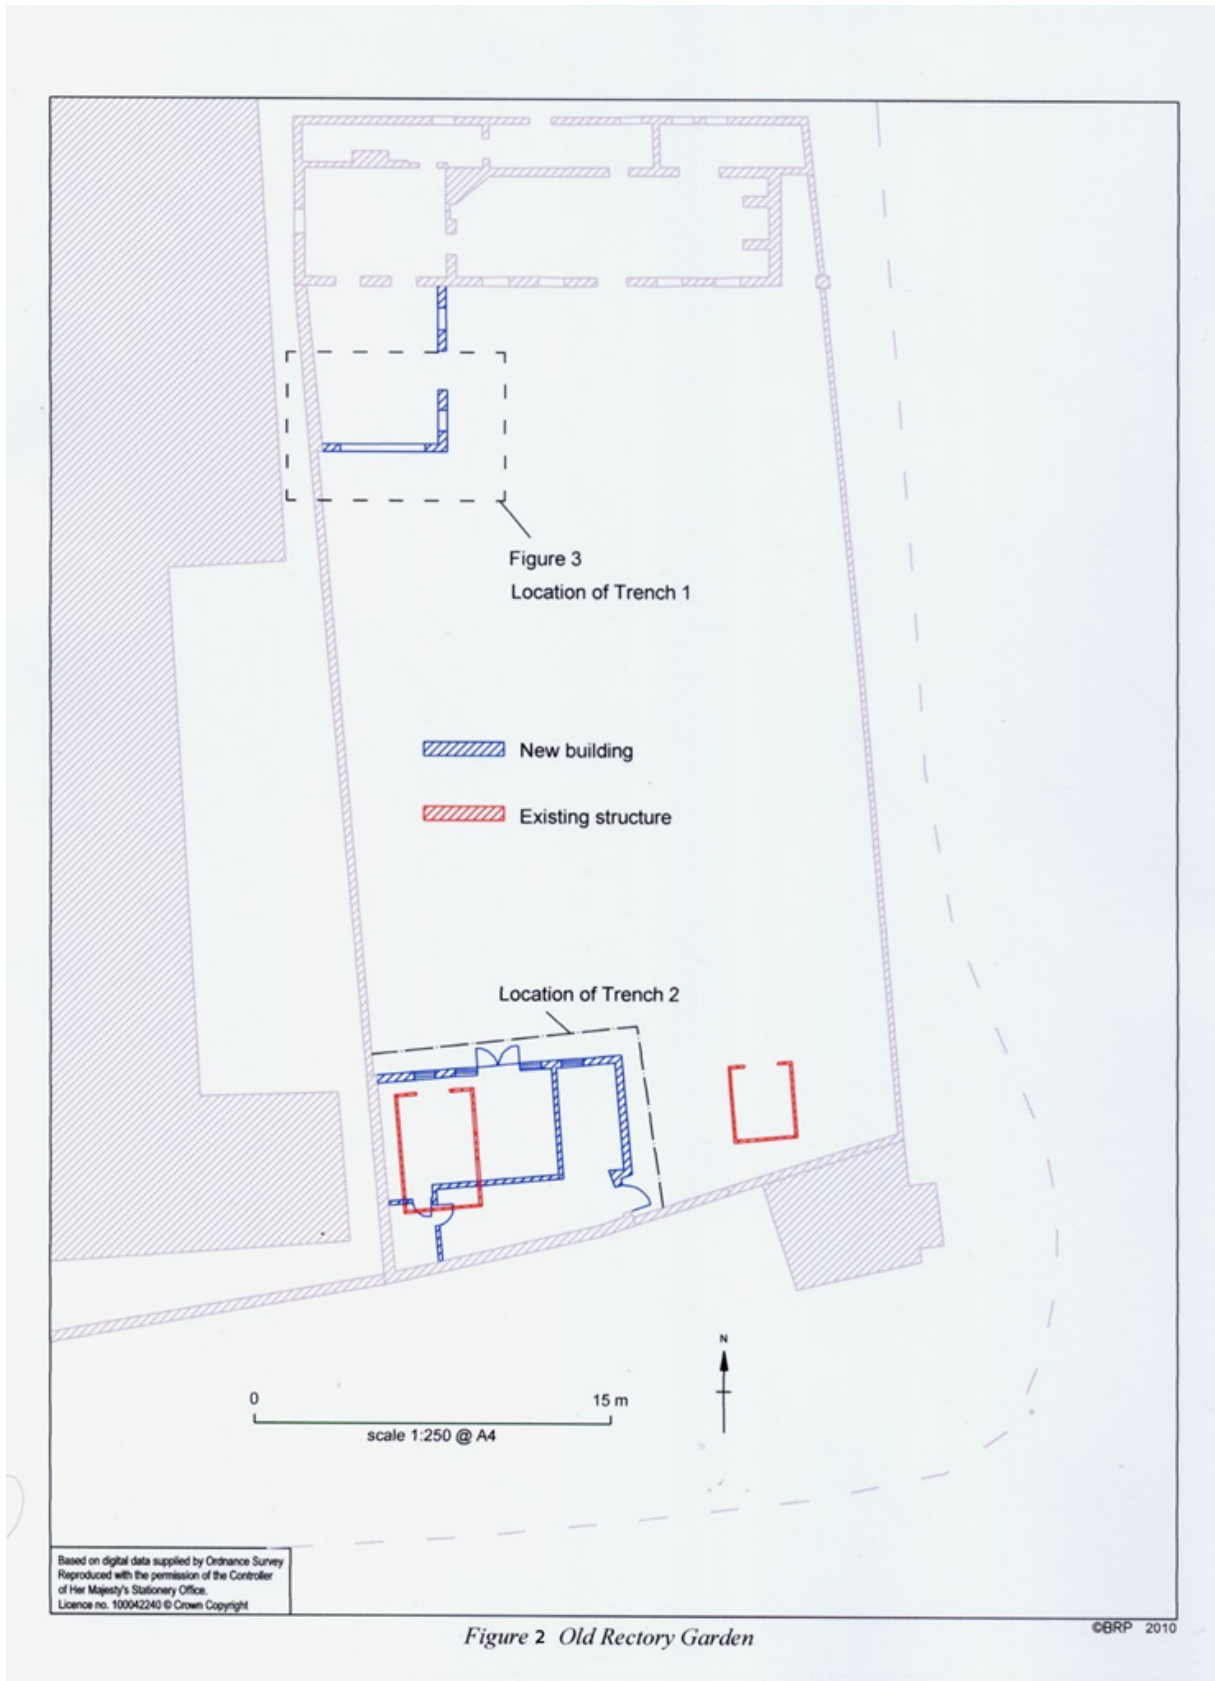 Figure 3
Location of Trench 1
New building
Existing structure
Location of Trench 2
N
0 15 m
scale 1:250 @ A4
Based on digital data supplied by Ordnance Survey
Reproduced with the permission of the Controller
of Her Majesty's Stationery Office.
Licence no. 100042240 © Crown Copyright
©BRP 2010
Figure 2 Old Rectory Garden